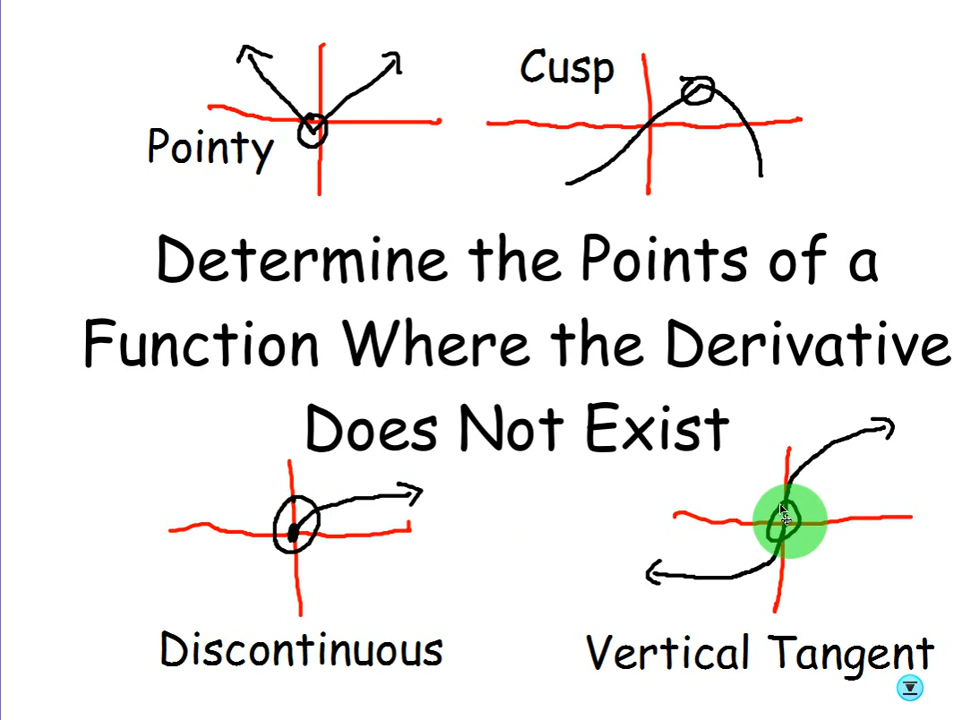 Cusp
Pointy
Determine the Points of a
Function Where the Derivative
Does Not Exist
Discontinuous
Vertical Tangent